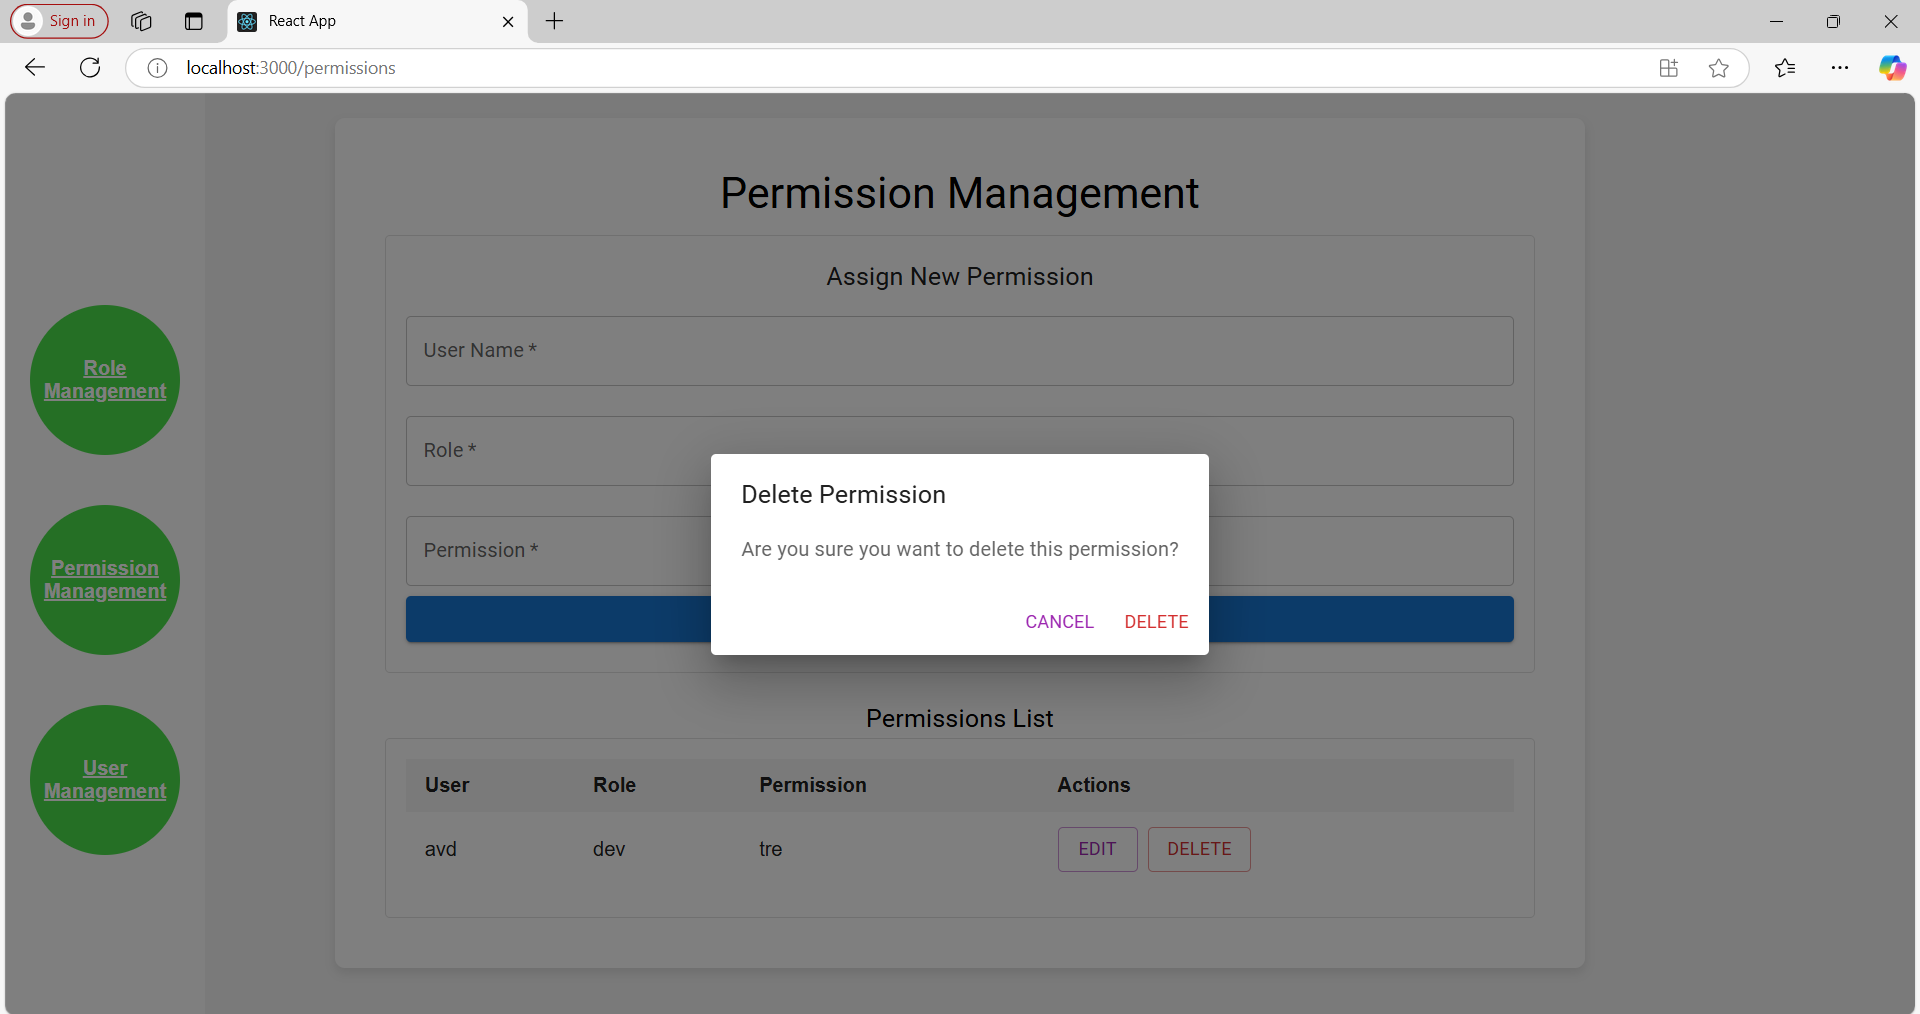 Sign in
React App
localhost:3000/permissions
Permission Management
Assign New Permission
User Name *
Role *
Permission *
Role
Management
Permission
Management
User
Management
Delete Permission
Are you sure you want to delete this permission?
CANCEL DELETE
Permissions List
User Role Permission Actions
avd dev tre EDIT DELETE